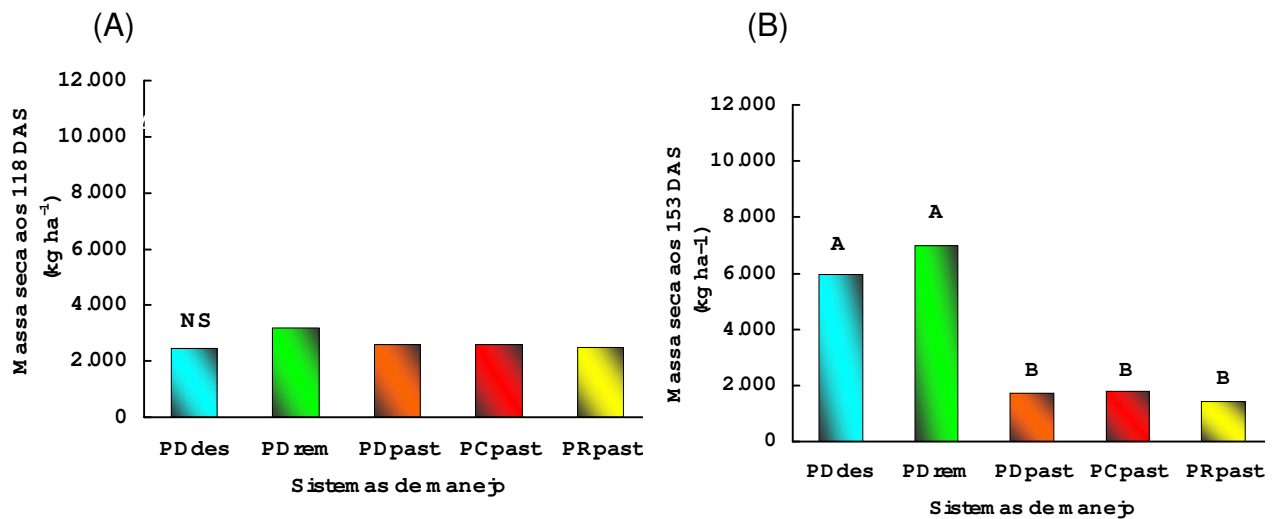 (A)
Massa seca aos 118 DAS
(kg ha⁻¹)
12.000
10.000
8.000
6.000
4.000
2.000
0
NS
PDdes PDrem PDpast PCpast PRpast
Sistemas de manejo
(B)
Massa seca aos 153 DAS
(kg ha-1)
12.000
10.000
8.000
6.000
4.000
2.000
0
A A B B B
PDdes PDrem PDpast PCpast PRpast
Sistemas de manejo